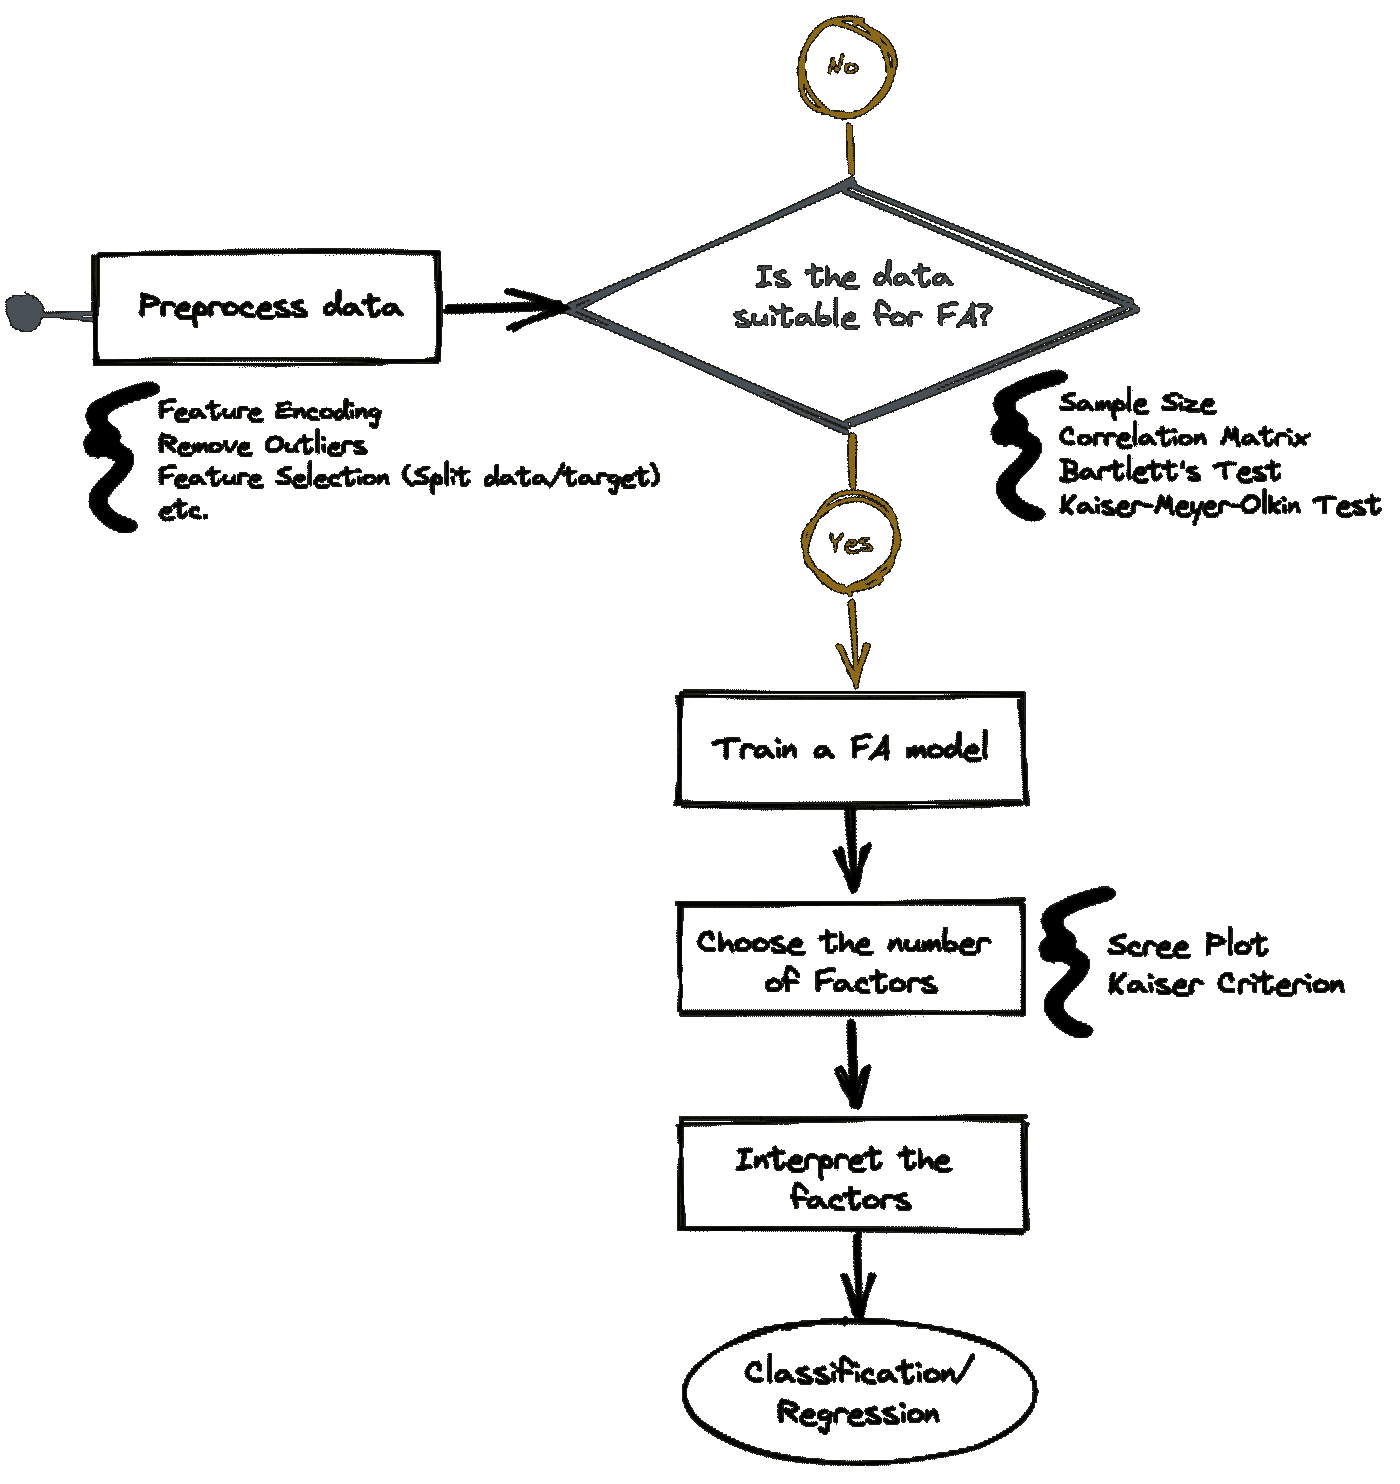 No
Is the data
suitable for FA?
Preprocess data
Feature Encoding
Remove Outliers
Feature Selection (Split data/target)
etc.
Sample Size
Correlation Matrix
Bartlett's Test
Kaiser-Meyer-Olkin Test
Yes
Train a FA model
Choose the number
of Factors
Scree Plot
Kaiser Criterion
Interpret the
factors
Classification/
Regression